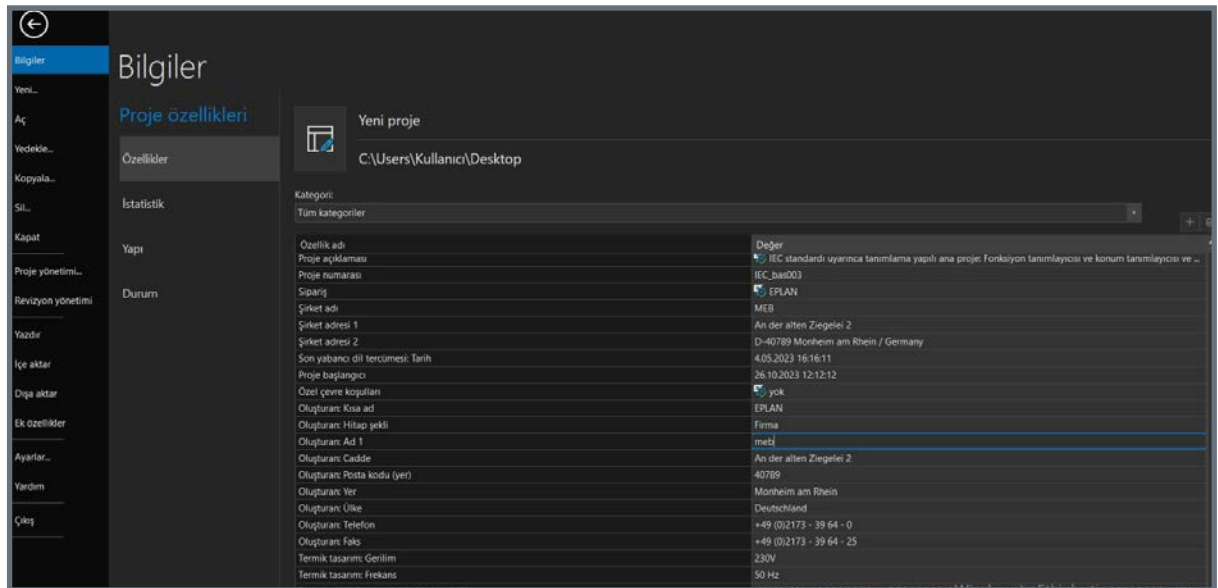 Bilgiler
Yeni...
Aç
Yedekle...
Kopyala...
Sil...
Kapat
Proje yönetimi...
Revizyon yönetimi
Yazdır
İçe aktar
Dışa aktar
Ek özellikler
Ayarlar...
Yardım
Çıkış
Bilgiler
Proje özellikleri
Özellikler
İstatistik
Yapı
Durum
Yeni proje
C:\Users\Kullanıcı\Desktop
Kategori:
Tüm kategoriler
Özellik adı Değer
Proje açıklaması IEC standardı uyarınca tanımlama yapılı ana proje: Fonksiyon tanımlayıcısı ve konum tanımlayıcısı ve ...
Proje numarası IEC_bas003
Sipariş EPLAN
Şirket adı MEB
Şirket adresi 1 An der alten Ziegelei 2
Şirket adresi 2 D-40789 Monheim am Rhein / Germany
Son yabancı dil tercümesi: Tarih 4.05.2023 16:16:11
Proje başlangıcı 26.10.2023 12:12:12
Özel çevre koşulları yok
Oluşturan: Kısa ad EPLAN
Oluşturan: Hitap şekli Firma
Oluşturan: Ad 1 meb
Oluşturan: Cadde An der alten Ziegelei 2
Oluşturan: Posta kodu (yer) 40789
Oluşturan: Yer Monheim am Rhein
Oluşturan: Ülke Deutschland
Oluşturan: Telefon +49 (0)2173 - 39 64 - 0
Oluşturan: Faks +49 (0)2173 - 39 64 - 25
Termik tasarım: Gerilim 230V
Termik tasarım: Frekans 50 Hz